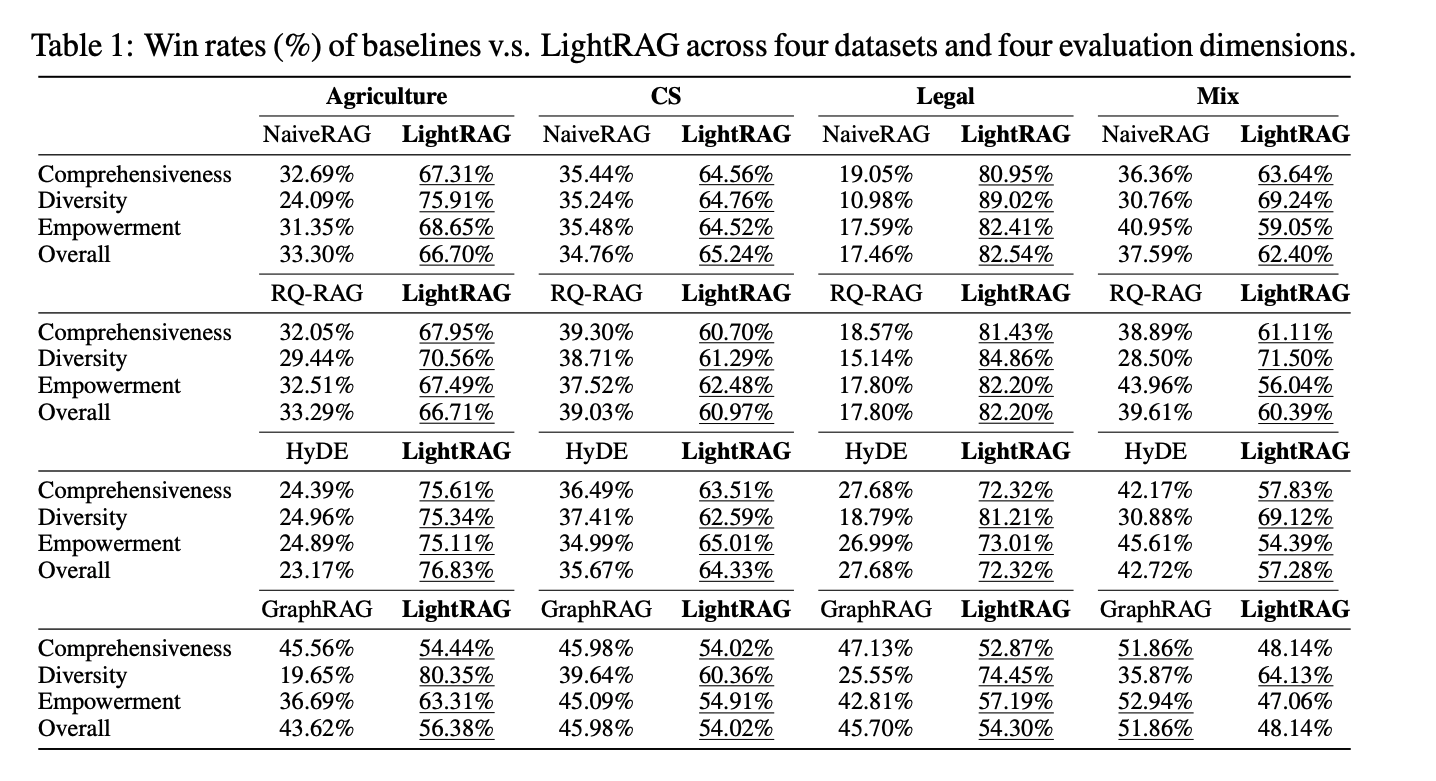 Table 1: Win rates (%) of baselines v.s. LightRAG across four datasets and four evaluation dimensions.
Agriculture CS Legal Mix
NaiveRAG LightRAG NaiveRAG LightRAG NaiveRAG LightRAG NaiveRAG LightRAG
Comprehensiveness 32.69% 67.31% 35.44% 64.56% 19.05% 80.95% 36.36% 63.64%
Diversity 24.09% 75.91% 35.24% 64.76% 10.98% 89.02% 30.76% 69.24%
Empowerment 31.35% 68.65% 35.48% 64.52% 17.59% 82.41% 40.95% 59.05%
Overall 33.30% 66.70% 34.76% 65.24% 17.46% 82.54% 37.59% 62.40%
RQ-RAG LightRAG RQ-RAG LightRAG RQ-RAG LightRAG RQ-RAG LightRAG
Comprehensiveness 32.05% 67.95% 39.30% 60.70% 18.57% 81.43% 38.89% 61.11%
Diversity 29.44% 70.56% 38.71% 61.29% 15.14% 84.86% 28.50% 71.50%
Empowerment 32.51% 67.49% 37.52% 62.48% 17.80% 82.20% 43.96% 56.04%
Overall 33.29% 66.71% 39.03% 60.97% 17.80% 82.20% 39.61% 60.39%
HyDE LightRAG HyDE LightRAG HyDE LightRAG HyDE LightRAG
Comprehensiveness 24.39% 75.61% 36.49% 63.51% 27.68% 72.32% 42.17% 57.83%
Diversity 24.96% 75.34% 37.41% 62.59% 18.79% 81.21% 30.88% 69.12%
Empowerment 24.89% 75.11% 34.99% 65.01% 26.99% 73.01% 45.61% 54.39%
Overall 23.17% 76.83% 35.67% 64.33% 27.68% 72.32% 42.72% 57.28%
GraphRAG LightRAG GraphRAG LightRAG GraphRAG LightRAG GraphRAG LightRAG
Comprehensiveness 45.56% 54.44% 45.98% 54.02% 47.13% 52.87% 51.86% 48.14%
Diversity 19.65% 80.35% 39.64% 60.36% 25.55% 74.45% 35.87% 64.13%
Empowerment 36.69% 63.31% 45.09% 54.91% 42.81% 57.19% 52.94% 47.06%
Overall 43.62% 56.38% 45.98% 54.02% 45.70% 54.30% 51.86% 48.14%